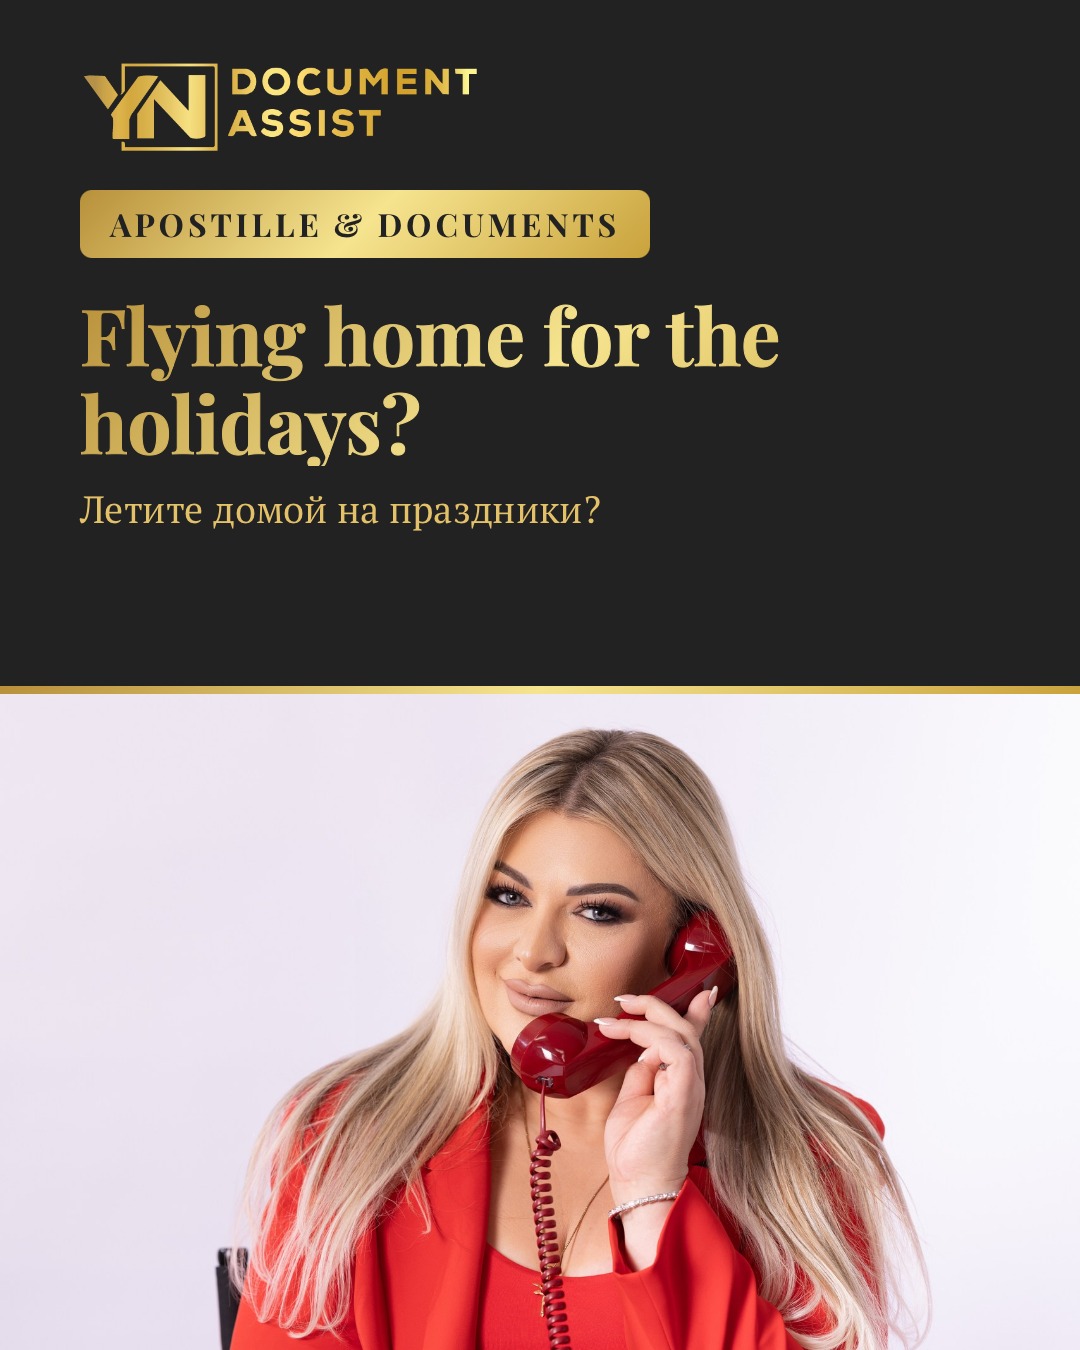 YN DOCUMENT
ASSIST
APOSTILLE & DOCUMENTS
Flying home for the
holidays?
Летите домой на праздники?